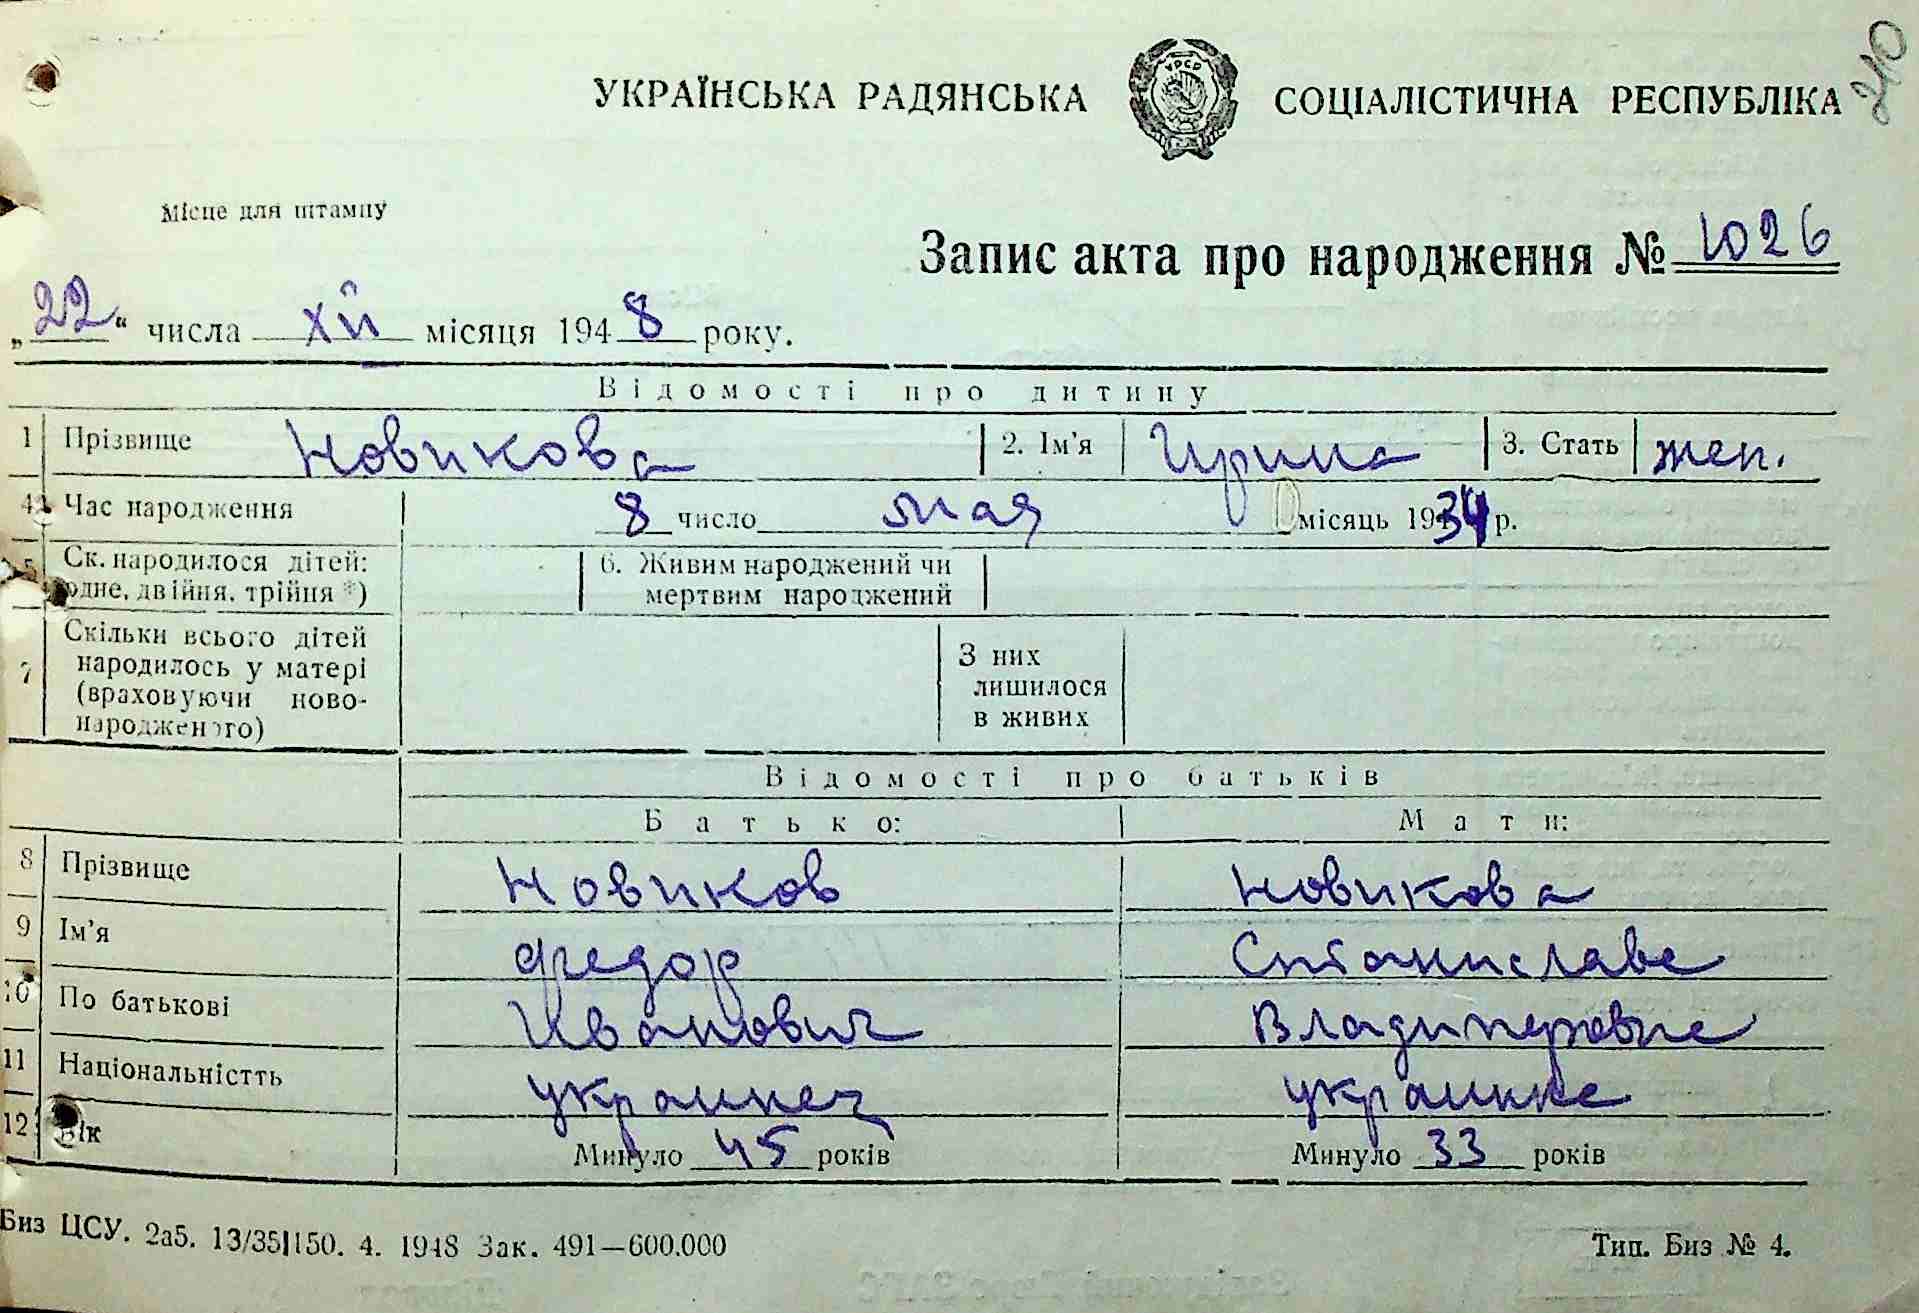 УРСР
УКРАЇНСЬКА РАДЯНСЬКА СОЦІАЛІСТИЧНА РЕСПУБЛІКА
Місце для штампу
Запис акта про народження № 1026
„22“ числа XII місяця 1948 року.
Відомості про дитину
1 Прізвище Новикова 2. Ім'я Ирина 3. Стать жен.
4 Час народження 8 число мая місяць 1934 р.
5 Ск. народилося дітей: одне, двійня, трійня *) 6. Живим народжений чи мертвим народжений
7 Скільки всього дітей народилось у матері (враховуючи ново-народженого) З них лишилося в живих
Відомості про батьків
Батько: Мати:
8 Прізвище Новиков Новикова
9 Ім'я Федор Станислава
10 По батькові Иванович Владимировна
11 Національністть украинец украинка
12 Вік Минуло 45 років Минуло 33 років
Биз ЦСУ. 2а5. 13/35|150. 4. 1948 Зак. 491—600.000 Тип. Биз № 4.